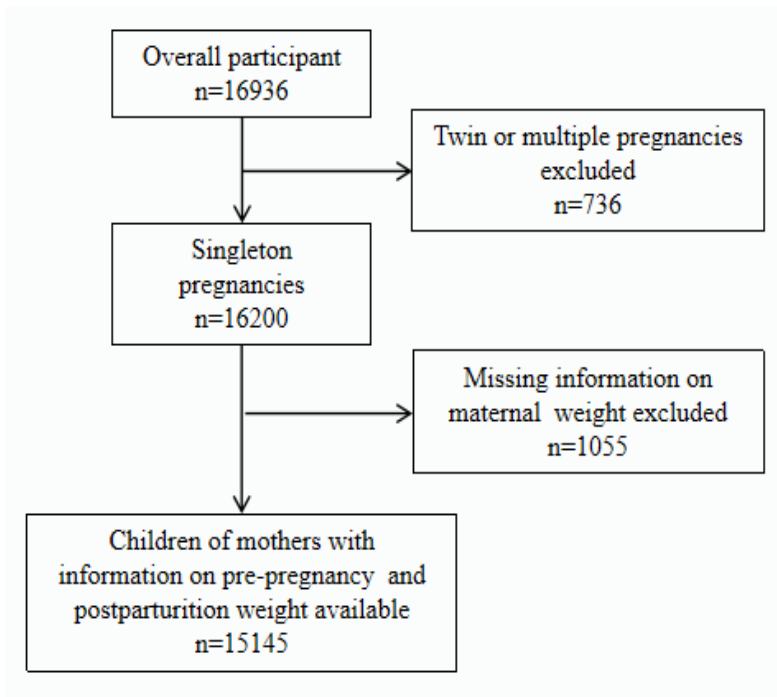 Overall participant
n=16936
Twin or multiple pregnancies
excluded
n=736
Singleton
pregnancies
n=16200
Missing information on
maternal weight excluded
n=1055
Children of mothers with
information on pre-pregnancy and
postparturition weight available
n=15145